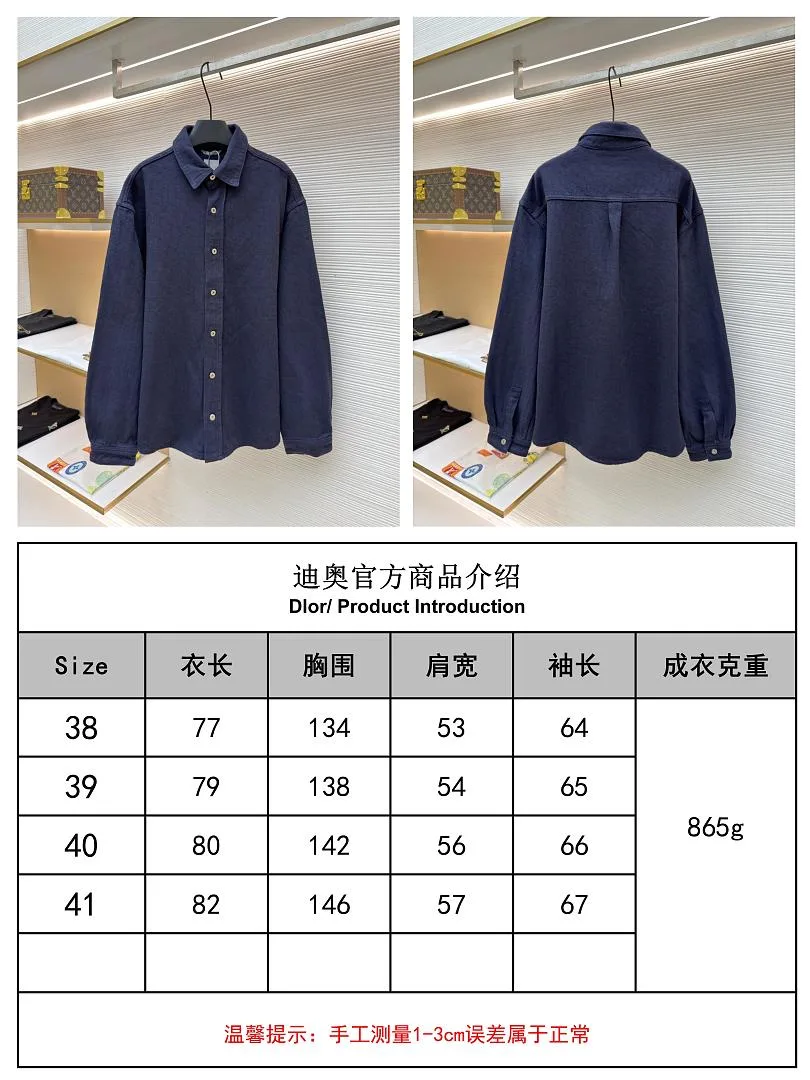 迪奥官方商品介绍
DIor/ Product Introduction
Size 衣长 胸围 肩宽 袖长 成衣克重
38 77 134 53 64
39 79 138 54 65
865g
40 80 142 56 66
41 82 146 57 67
温馨提示：手工测量1-3cm误差属于正常